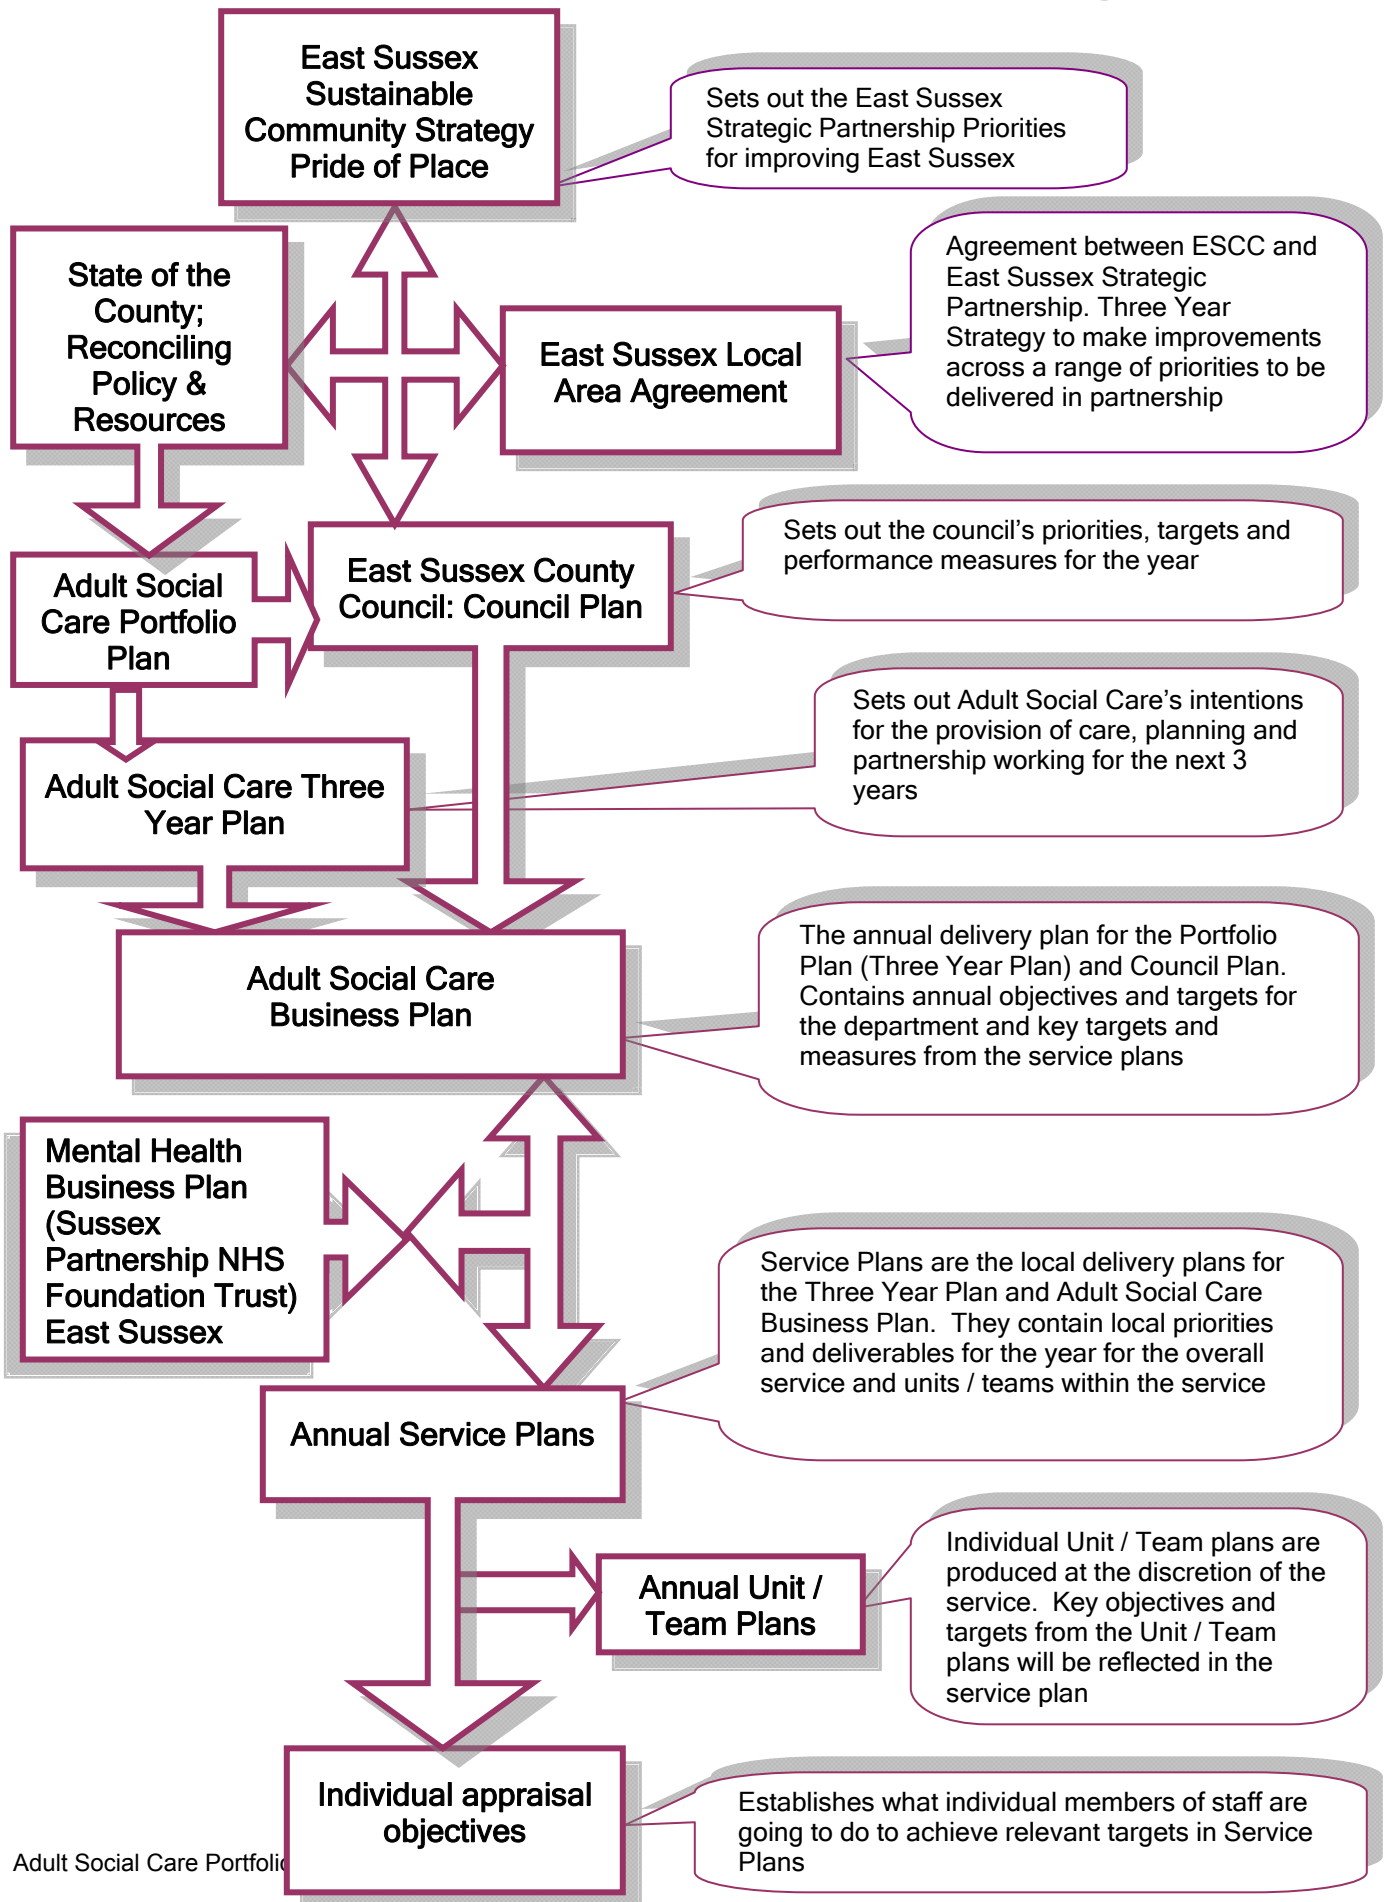 East Sussex
Sustainable
Community Strategy
Pride of Place
Sets out the East Sussex
Strategic Partnership Priorities
for improving East Sussex
State of the
County;
Reconciling
Policy &
Resources
East Sussex Local
Area Agreement
Agreement between ESCC and
East Sussex Strategic
Partnership. Three Year
Strategy to make improvements
across a range of priorities to be
delivered in partnership
Adult Social
Care Portfolio
Plan
East Sussex County
Council: Council Plan
Sets out the council’s priorities, targets and
performance measures for the year
Adult Social Care Three
Year Plan
Sets out Adult Social Care’s intentions
for the provision of care, planning and
partnership working for the next 3
years
Adult Social Care
Business Plan
The annual delivery plan for the Portfolio
Plan (Three Year Plan) and Council Plan.
Contains annual objectives and targets for
the department and key targets and
measures from the service plans
Mental Health
Business Plan
(Sussex
Partnership NHS
Foundation Trust)
East Sussex
Service Plans are the local delivery plans for
the Three Year Plan and Adult Social Care
Business Plan.  They contain local priorities
and deliverables for the year for the overall
service and units / teams within the service
Annual Service Plans
Annual Unit /
Team Plans
Individual Unit / Team plans are
produced at the discretion of the
service.  Key objectives and
targets from the Unit / Team
plans will be reflected in the
service plan
Individual appraisal
objectives
Establishes what individual members of staff are
going to do to achieve relevant targets in Service
Plans
Adult Social Care Portfolio